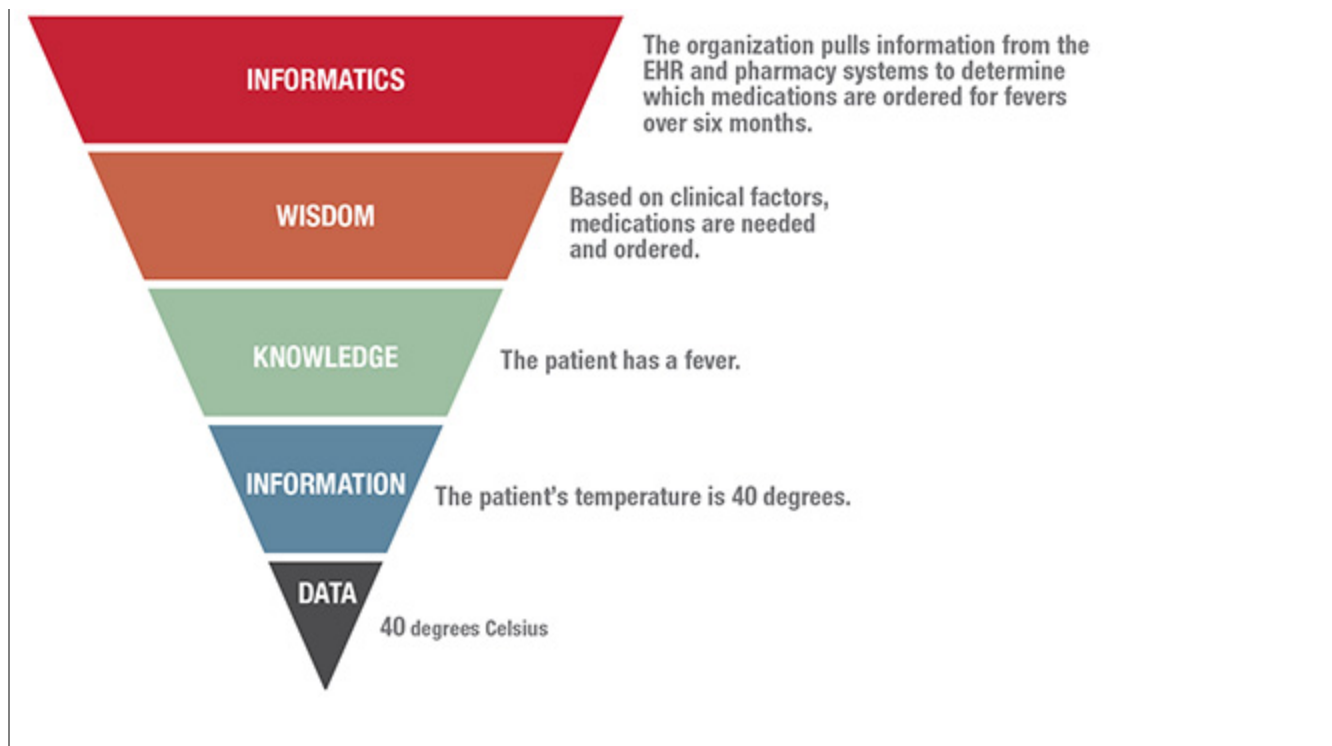 INFORMATICS
The organization pulls information from the
EHR and pharmacy systems to determine
which medications are ordered for fevers
over six months.
WISDOM
Based on clinical factors,
medications are needed
and ordered.
KNOWLEDGE
The patient has a fever.
INFORMATION
The patient’s temperature is 40 degrees.
DATA
40 degrees Celsius